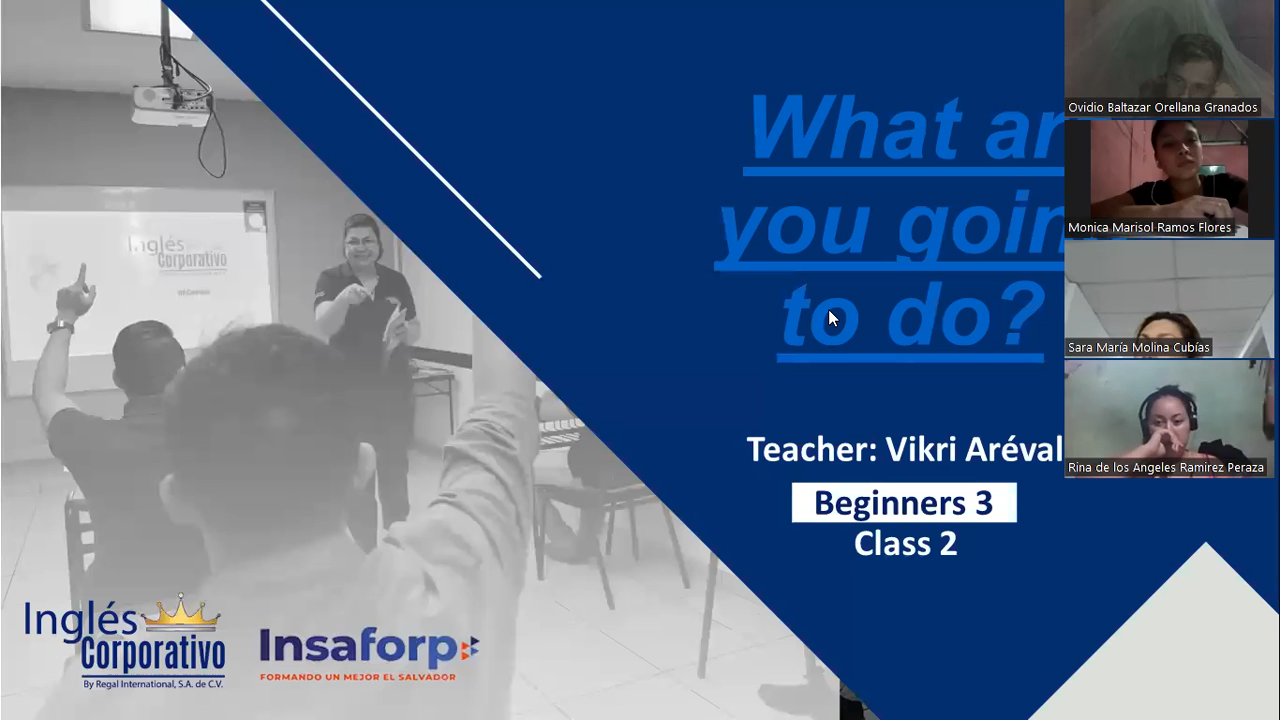 What ar
you goin
to do?
Teacher: Vikri Aréval
Beginners 3
Class 2
Inglés
Corporativo
Inglés
Corporativo
By Regal International, S.A. de C.V.
Insaforp
FORMANDO UN MEJOR EL SALVADOR
Ovidio Baltazar Orellana Granados
Monica Marisol Ramos Flores
Sara María Molina Cubías
Rina de los Angeles Ramirez Peraza